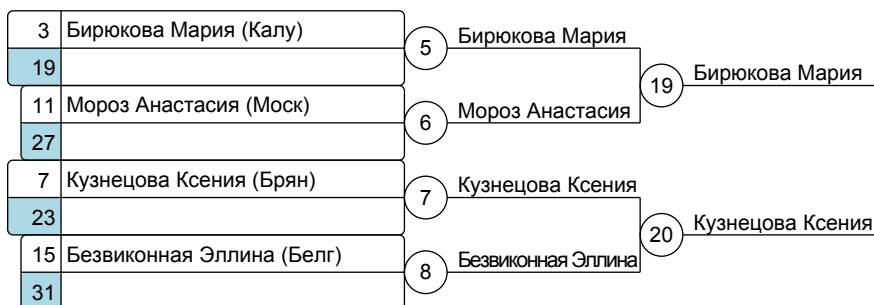 3 Бирюкова Мария (Калу)
5 Бирюкова Мария
19
19 Бирюкова Мария
11 Мороз Анастасия (Моск)
6 Мороз Анастасия
27
7 Кузнецова Ксения (Брян)
7 Кузнецова Ксения
23
20 Кузнецова Ксения
15 Безвиконная Эллина (Белг)
8 Безвиконная Эллина
31